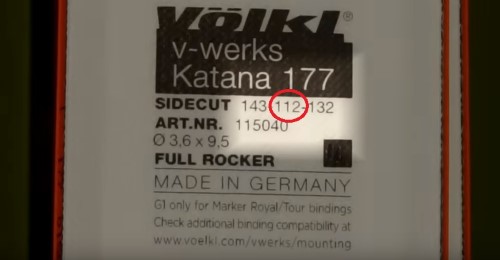 Völkl®
v-werks
Katana 177
SIDECUT 143-112-132
ART.NR. 115040
Ø 3,6 x 9,5
FULL ROCKER
MADE IN GERMANY
G1 only for Marker Royal/Tour bindings
Check additional binding compatibility on
www.voelkl.com/vwerks/mounting